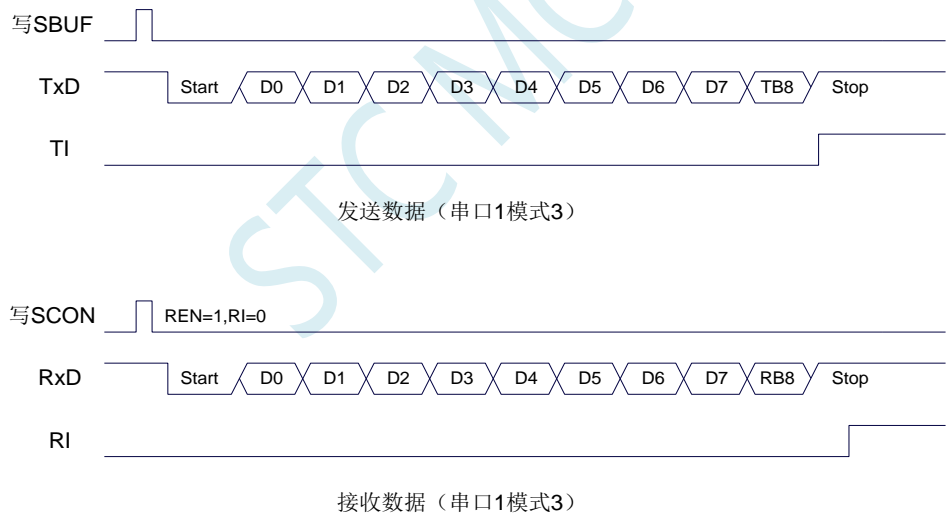 写SBUF
TxD Start D0 D1 D2 D3 D4 D5 D6 D7 TB8 Stop
TI
发送数据（串口1模式3）
写SCON REN=1,RI=0
RxD Start D0 D1 D2 D3 D4 D5 D6 D7 RB8 Stop
RI
接收数据（串口1模式3）
STC MC